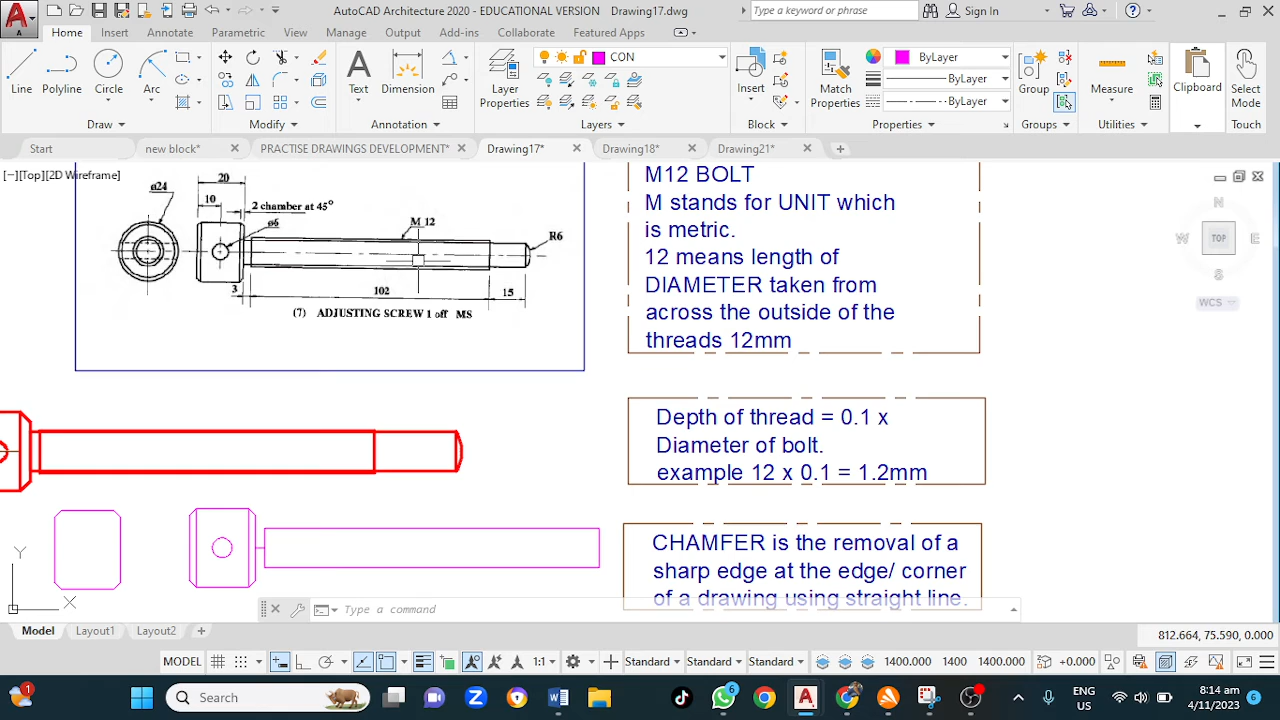 AutoCAD Architecture 2020 - EDUCATIONAL VERSION Drawing17.dwg
Type a keyword or phrase
Sign In
Home Insert Annotate Parametric View Manage Output Add-ins Collaborate Featured Apps
CON
ByLayer
ByLayer
ByLayer
Line Polyline Circle Arc Text Dimension Layer Properties Insert Match Properties Group Measure Clipboard Select Mode
Draw Modify Annotation Layers Block Properties Groups Utilities Touch
Start new block* PRACTISE DRAWINGS DEVELOPMENT* Drawing17* Drawing18* Drawing21*
[−][Top][2D Wireframe]
20
ø24
10
2 chamber at 45°
ø6
M 12
R6
3
102
15
(7) ADJUSTING SCREW 1 off MS
M12 BOLT
M stands for UNIT which
is metric.
12 means length of
DIAMETER taken from
across the outside of the
threads 12mm
Depth of thread = 0.1 x
Diameter of bolt.
example 12 x 0.1 = 1.2mm
CHAMFER is the removal of a
sharp edge at the edge/ corner
of a drawing using straight line.
N
W TOP E
S
WCS
Y
X
Type a command
Model Layout1 Layout2
812.664, 75.590, 0.000
MODEL 1:1 Standard Standard Standard 1400.000 1400 1400.000 +0.000
1
Search
6
ENG
US
8:14 am
4/11/202
6